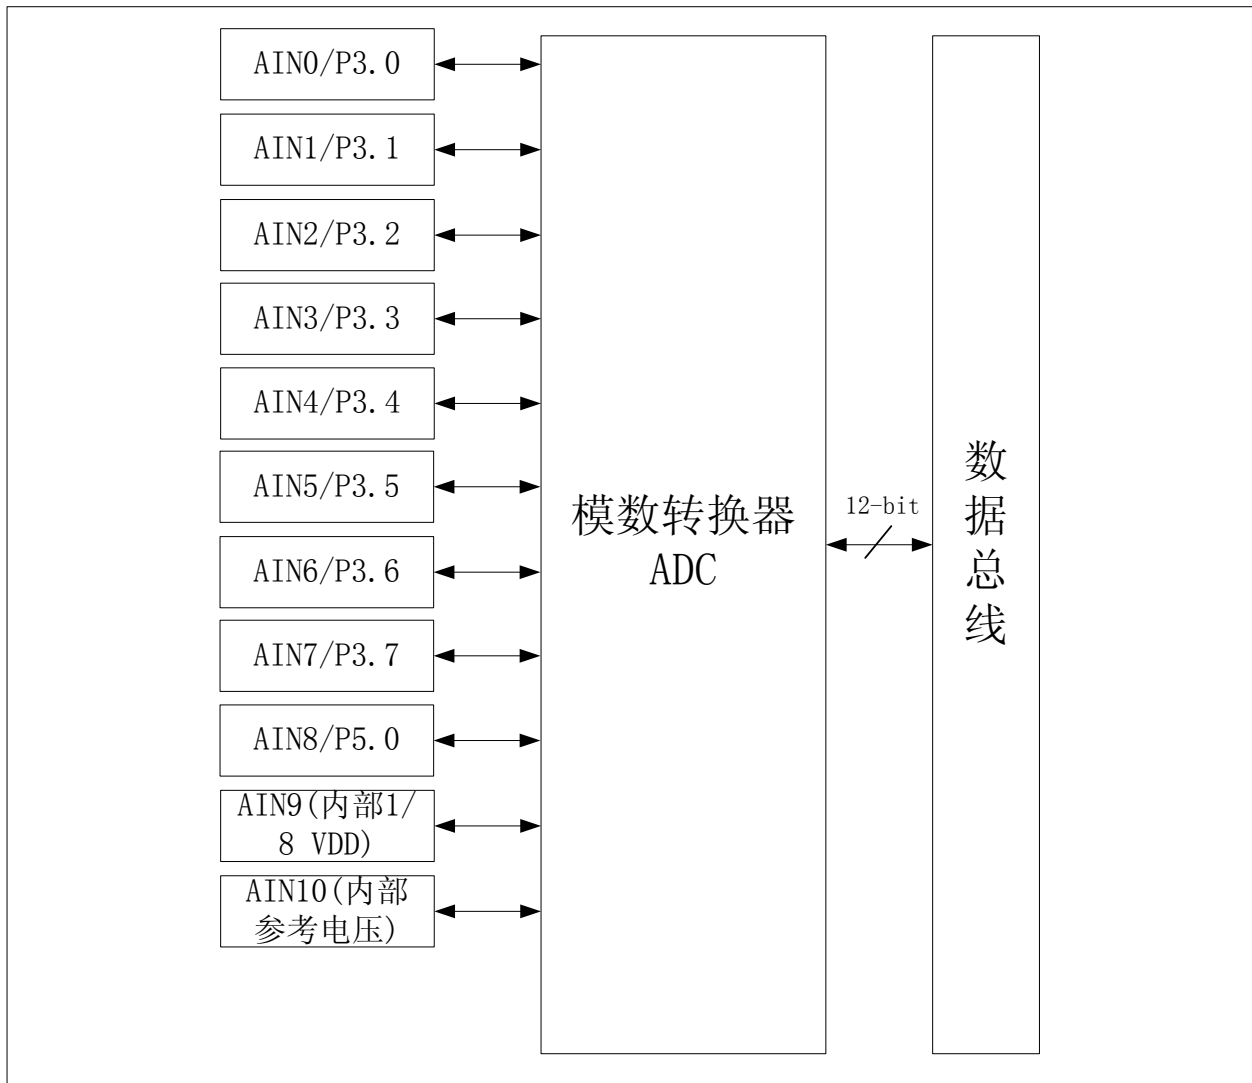 AIN0/P3.0
AIN1/P3.1
AIN2/P3.2
AIN3/P3.3
AIN4/P3.4
AIN5/P3.5
AIN6/P3.6
AIN7/P3.7
AIN8/P5.0
AIN9(内部1/
8 VDD)
AIN10(内部
参考电压)
模数转换器
ADC
12-bit
数
据
总
线